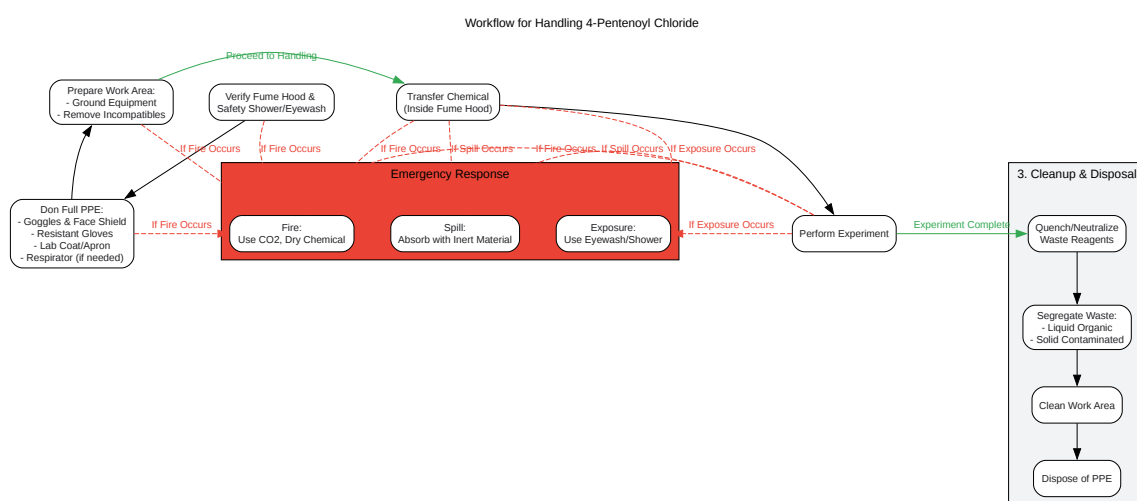 Workflow for Handling 4-Pentenoyl Chloride
Proceed to Handling
Prepare Work Area:
- Ground Equipment
- Remove Incompatibles
Verify Fume Hood &
Safety Shower/Eyewash
Transfer Chemical
(Inside Fume Hood)
If Fire Occurs
If Fire Occurs
If Fire Occurs
If Spill Occurs
If Fire Occurs
If Spill Occurs
If Exposure Occurs
Emergency Response
3. Cleanup & Disposal
Don Full PPE:
- Goggles & Face Shield
- Resistant Gloves
- Lab Coat/Apron
- Respirator (if needed)
If Fire Occurs
Fire:
Use CO2, Dry Chemical
Spill:
Absorb with Inert Material
Exposure:
Use Eyewash/Shower
If Exposure Occurs
Perform Experiment
Experiment Complete
Quench/Neutralize
Waste Reagents
Segregate Waste:
- Liquid Organic
- Solid Contaminated
Clean Work Area
Dispose of PPE